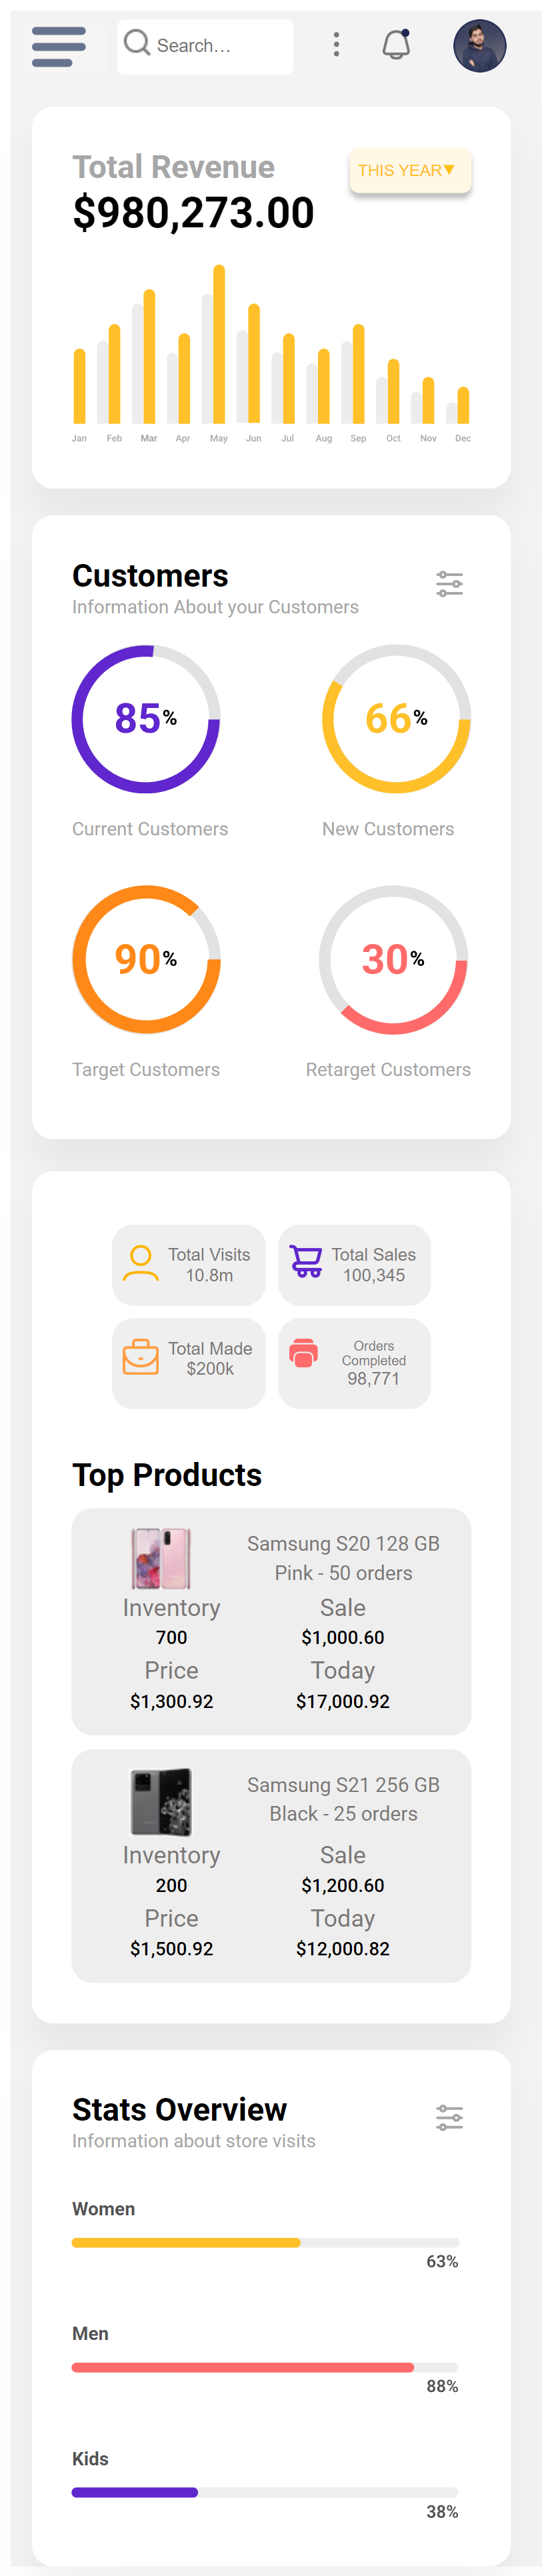 Search...
Total Revenue
THIS YEAR▼
$980,273.00
Jan Feb Mar Apr May Jun Jul Aug Sep Oct Nov Dec
Customers
Information About your Customers
85%
66%
Current Customers
New Customers
90%
30%
Target Customers
Retarget Customers
Total Visits
10.8m
Total Sales
100,345
Total Made
$200k
Orders
Completed
98,771
Top Products
Samsung S20 128 GB
Pink - 50 orders
Inventory Sale
700 $1,000.60
Price Today
$1,300.92 $17,000.92
Samsung S21 256 GB
Black - 25 orders
Inventory Sale
200 $1,200.60
Price Today
$1,500.92 $12,000.82
Stats Overview
Information about store visits
Women
63%
Men
88%
Kids
38%